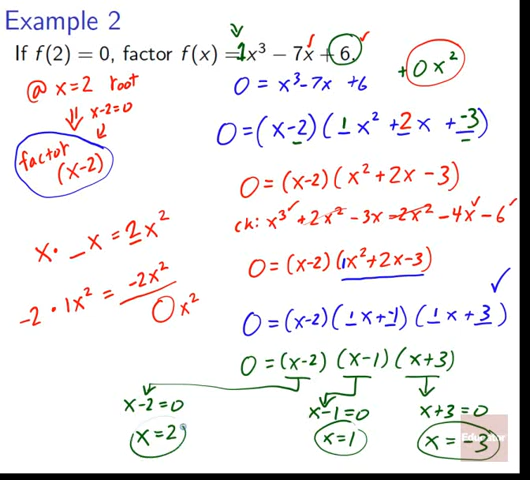 Example 2
If f(2) = 0, factor f(x) = 1x³ − 7x + 6.
+0x²
@ x=2 root
x-2=0
factor
(x-2)
0 = x³-7x +6
0=(x-2)(1x² +2x +-3)
0=(x-2)(x²+2x-3)
ck: x³+2x²-3x-2x²-4x-6
0=(x-2)(1x²+2x-3)
x·_x=2x²
-2·1x²=-2x²
0x²
0=(x-2)(1x+-1)(1x+3)
0=(x-2)(x-1)(x+3)
x-2=0 x-1=0 x+3=0
x=2 x=1 x=-3